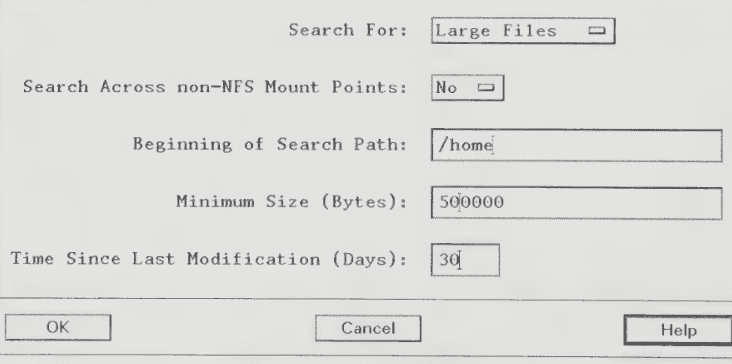 Search For: Large Files
Search Across non-NFS Mount Points: No
Beginning of Search Path: /home
Minimum Size (Bytes): 500000
Time Since Last Modification (Days): 30
OK Cancel Help